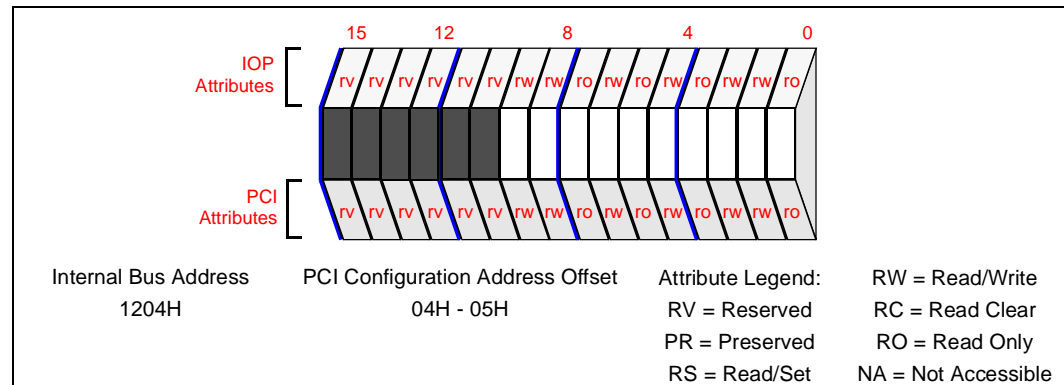 15 12 8 4 0
IOP
Attributes
rv rv rv rv rv rv rw rw ro rw ro rw ro rw rw ro
PCI
Attributes
rv rv rv rv rv rv rw rw ro rw ro rw ro rw rw ro
Internal Bus Address
1204H
PCI Configuration Address Offset
04H - 05H
Attribute Legend:
RV = Reserved
PR = Preserved
RS = Read/Set
RW = Read/Write
RC = Read Clear
RO = Read Only
NA = Not Accessible